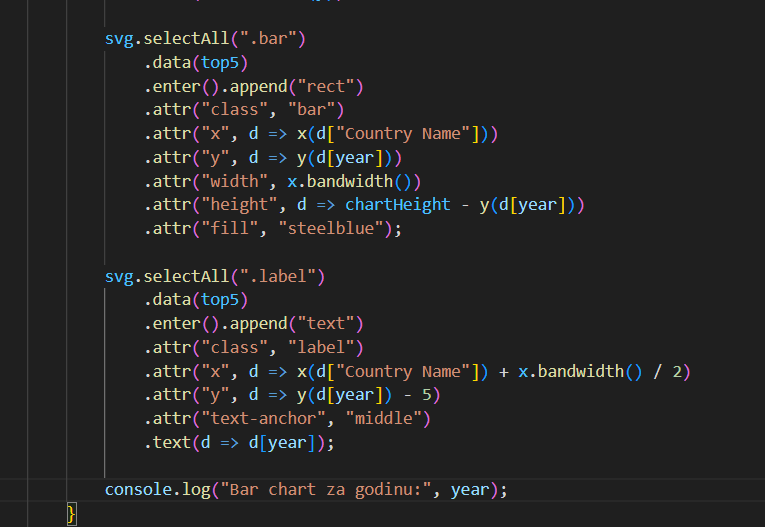 svg.selectAll(".bar")
.data(top5)
.enter().append("rect")
.attr("class", "bar")
.attr("x", d => x(d["Country Name"]))
.attr("y", d => y(d[year]))
.attr("width", x.bandwidth())
.attr("height", d => chartHeight - y(d[year]))
.attr("fill", "steelblue");
svg.selectAll(".label")
.data(top5)
.enter().append("text")
.attr("class", "label")
.attr("x", d => x(d["Country Name"]) + x.bandwidth() / 2)
.attr("y", d => y(d[year]) - 5)
.attr("text-anchor", "middle")
.text(d => d[year]);
console.log("Bar chart za godinu:", year);
}